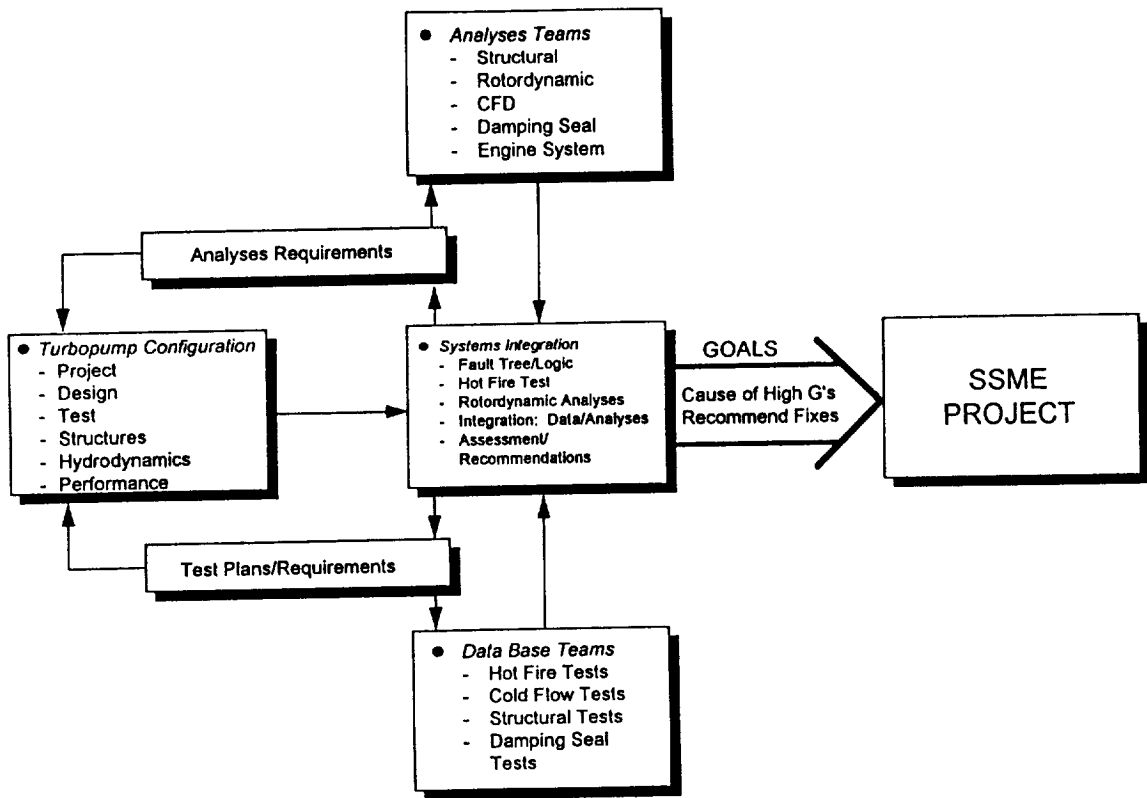 ● Analyses Teams
- Structural
- Rotordynamic
- CFD
- Damping Seal
- Engine System
Analyses Requirements
● Turbopump Configuration
- Project
- Design
- Test
- Structures
- Hydrodynamics
- Performance
● Systems Integration
- Fault Tree/Logic
- Hot Fire Test
- Rotordynamic Analyses
- Integration: Data/Analyses
- Assessment/
Recommendations
GOALS
Cause of High G's
Recommend Fixes
SSME
PROJECT
Test Plans/Requirements
● Data Base Teams
- Hot Fire Tests
- Cold Flow Tests
- Structural Tests
- Damping Seal
Tests